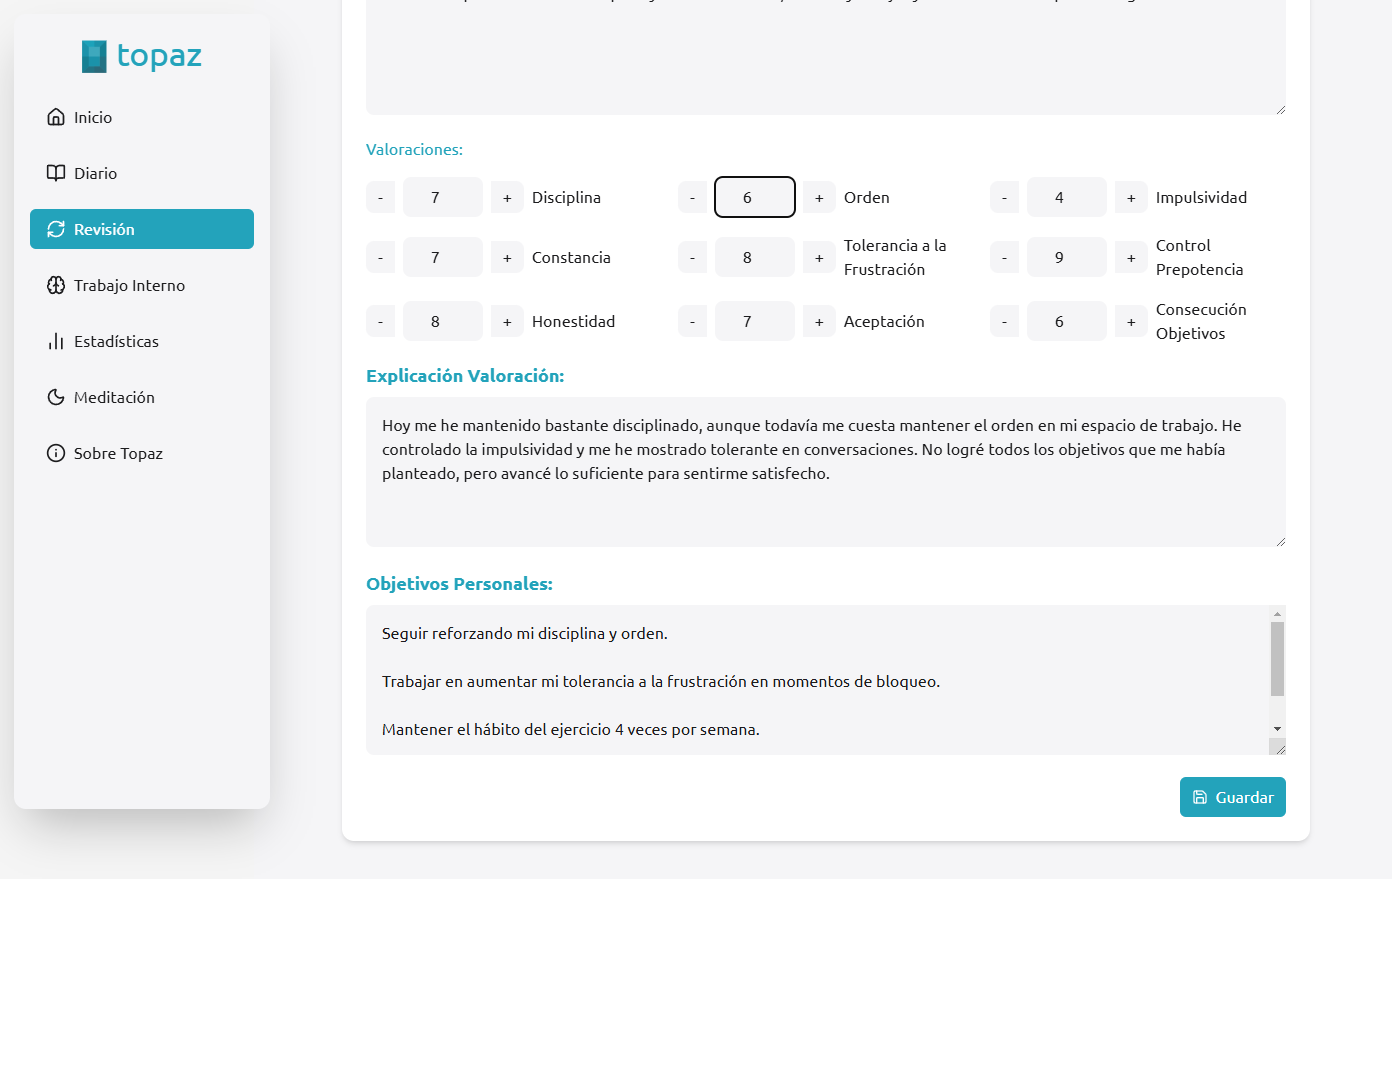 topaz
Inicio
Diario
Revisión
Trabajo Interno
Estadísticas
Meditación
Sobre Topaz
Valoraciones:
- 7 + Disciplina
- 6 + Orden
- 4 + Impulsividad
- 7 + Constancia
- 8 + Tolerancia a la
Frustración
- 9 + Control
Prepotencia
- 8 + Honestidad
- 7 + Aceptación
- 6 + Consecución
Objetivos
Explicación Valoración:
Hoy me he mantenido bastante disciplinado, aunque todavía me cuesta mantener el orden en mi espacio de trabajo. He
controlado la impulsividad y me he mostrado tolerante en conversaciones. No logré todos los objetivos que me había
planteado, pero avancé lo suficiente para sentirme satisfecho.
Objetivos Personales:
Seguir reforzando mi disciplina y orden.
Trabajar en aumentar mi tolerancia a la frustración en momentos de bloqueo.
Mantener el hábito del ejercicio 4 veces por semana.
Guardar